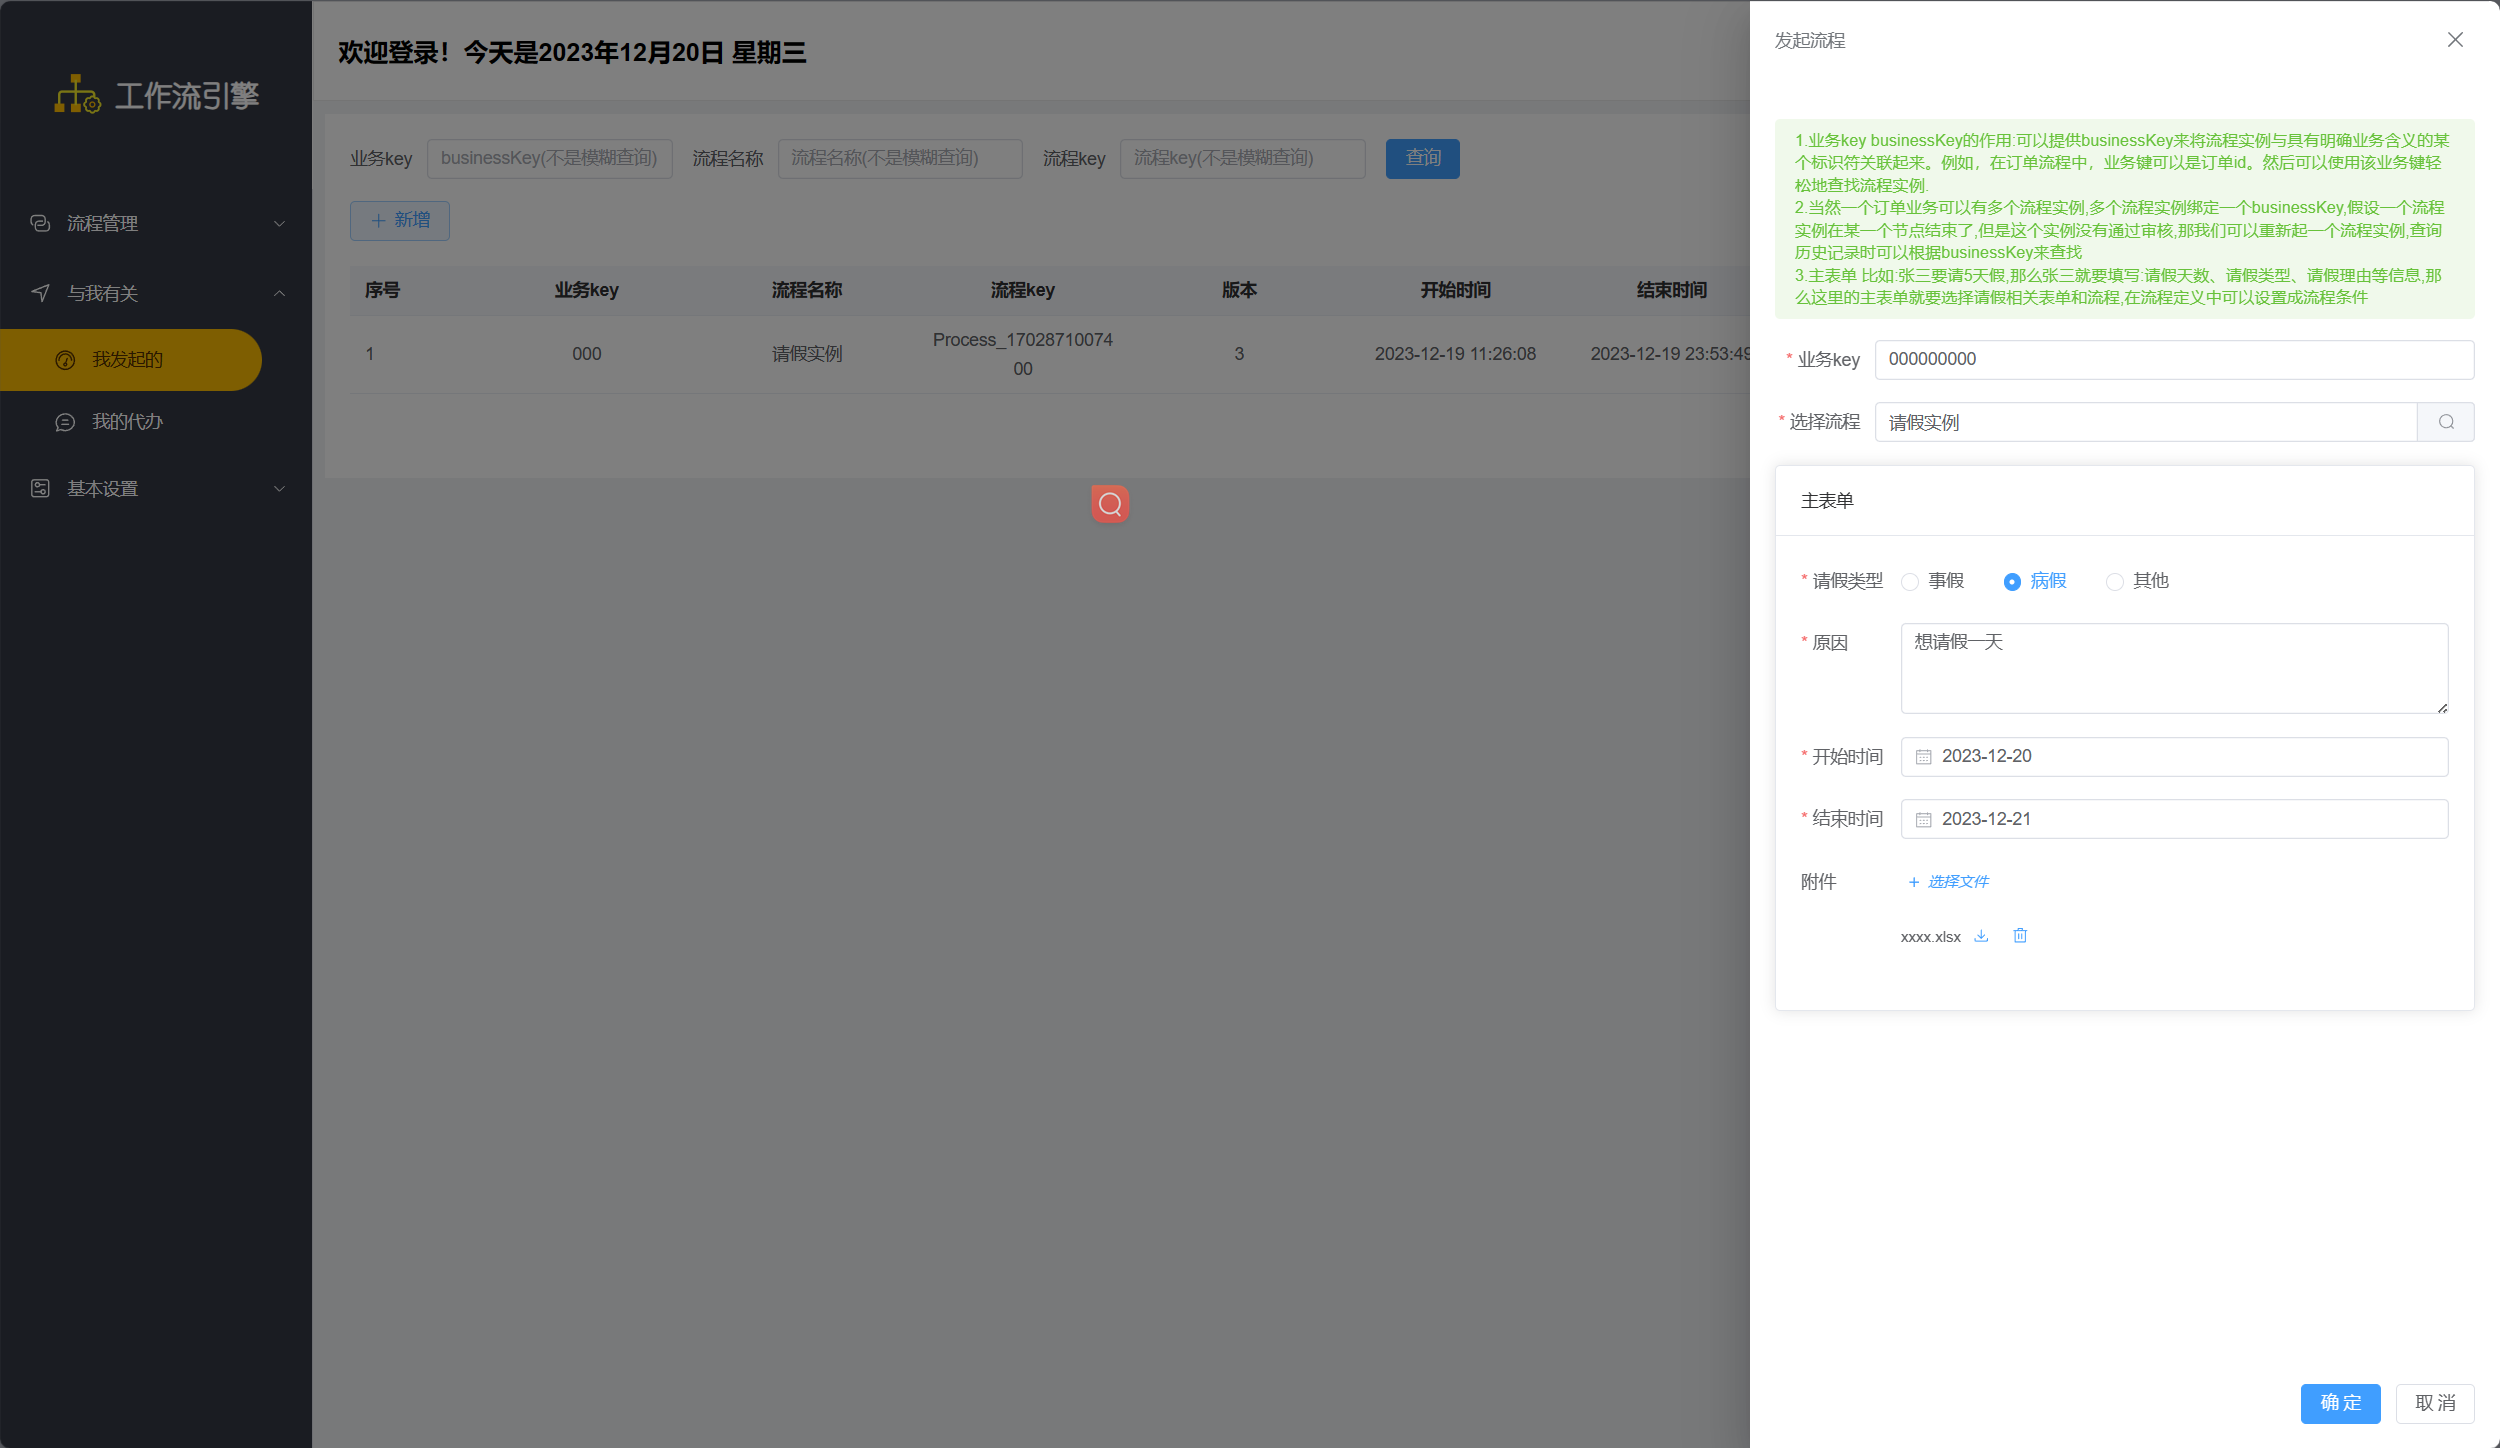 工作流引擎
流程管理
与我有关
我发起的
我的代办
基本设置
欢迎登录！今天是2023年12月20日 星期三
业务key businessKey(不是模糊查询) 流程名称 流程名称(不是模糊查询) 流程key 流程key(不是模糊查询) 查询
新增
序号 业务key 流程名称 流程key 版本 开始时间 结束时间
1 000 请假实例 Process_17028710074 3 2023-12-19 11:26:08 2023-12-19 23:53:49
00
发起流程
1.业务key businessKey的作用:可以提供businessKey来将流程实例与具有明确业务含义的某
个标识符关联起来。例如，在订单流程中，业务键可以是订单id。然后可以使用该业务键轻
松地查找流程实例.
2.当然一个订单业务可以有多个流程实例,多个流程实例绑定一个businessKey,假设一个流程
实例在某一个节点结束了,但是这个实例没有通过审核,那我们可以重新起一个流程实例,查询
历史记录时可以根据businessKey来查找
3.主表单 比如:张三要请5天假,那么张三就要填写:请假天数、请假类型、请假理由等信息,那
么这里的主表单就要选择请假相关表单和流程,在流程定义中可以设置成流程条件
* 业务key 000000000
* 选择流程 请假实例
主表单
* 请假类型 事假 病假 其他
* 原因 想请假一天
* 开始时间 2023-12-20
* 结束时间 2023-12-21
附件 + 选择文件
xxxx.xlsx
确定 取消